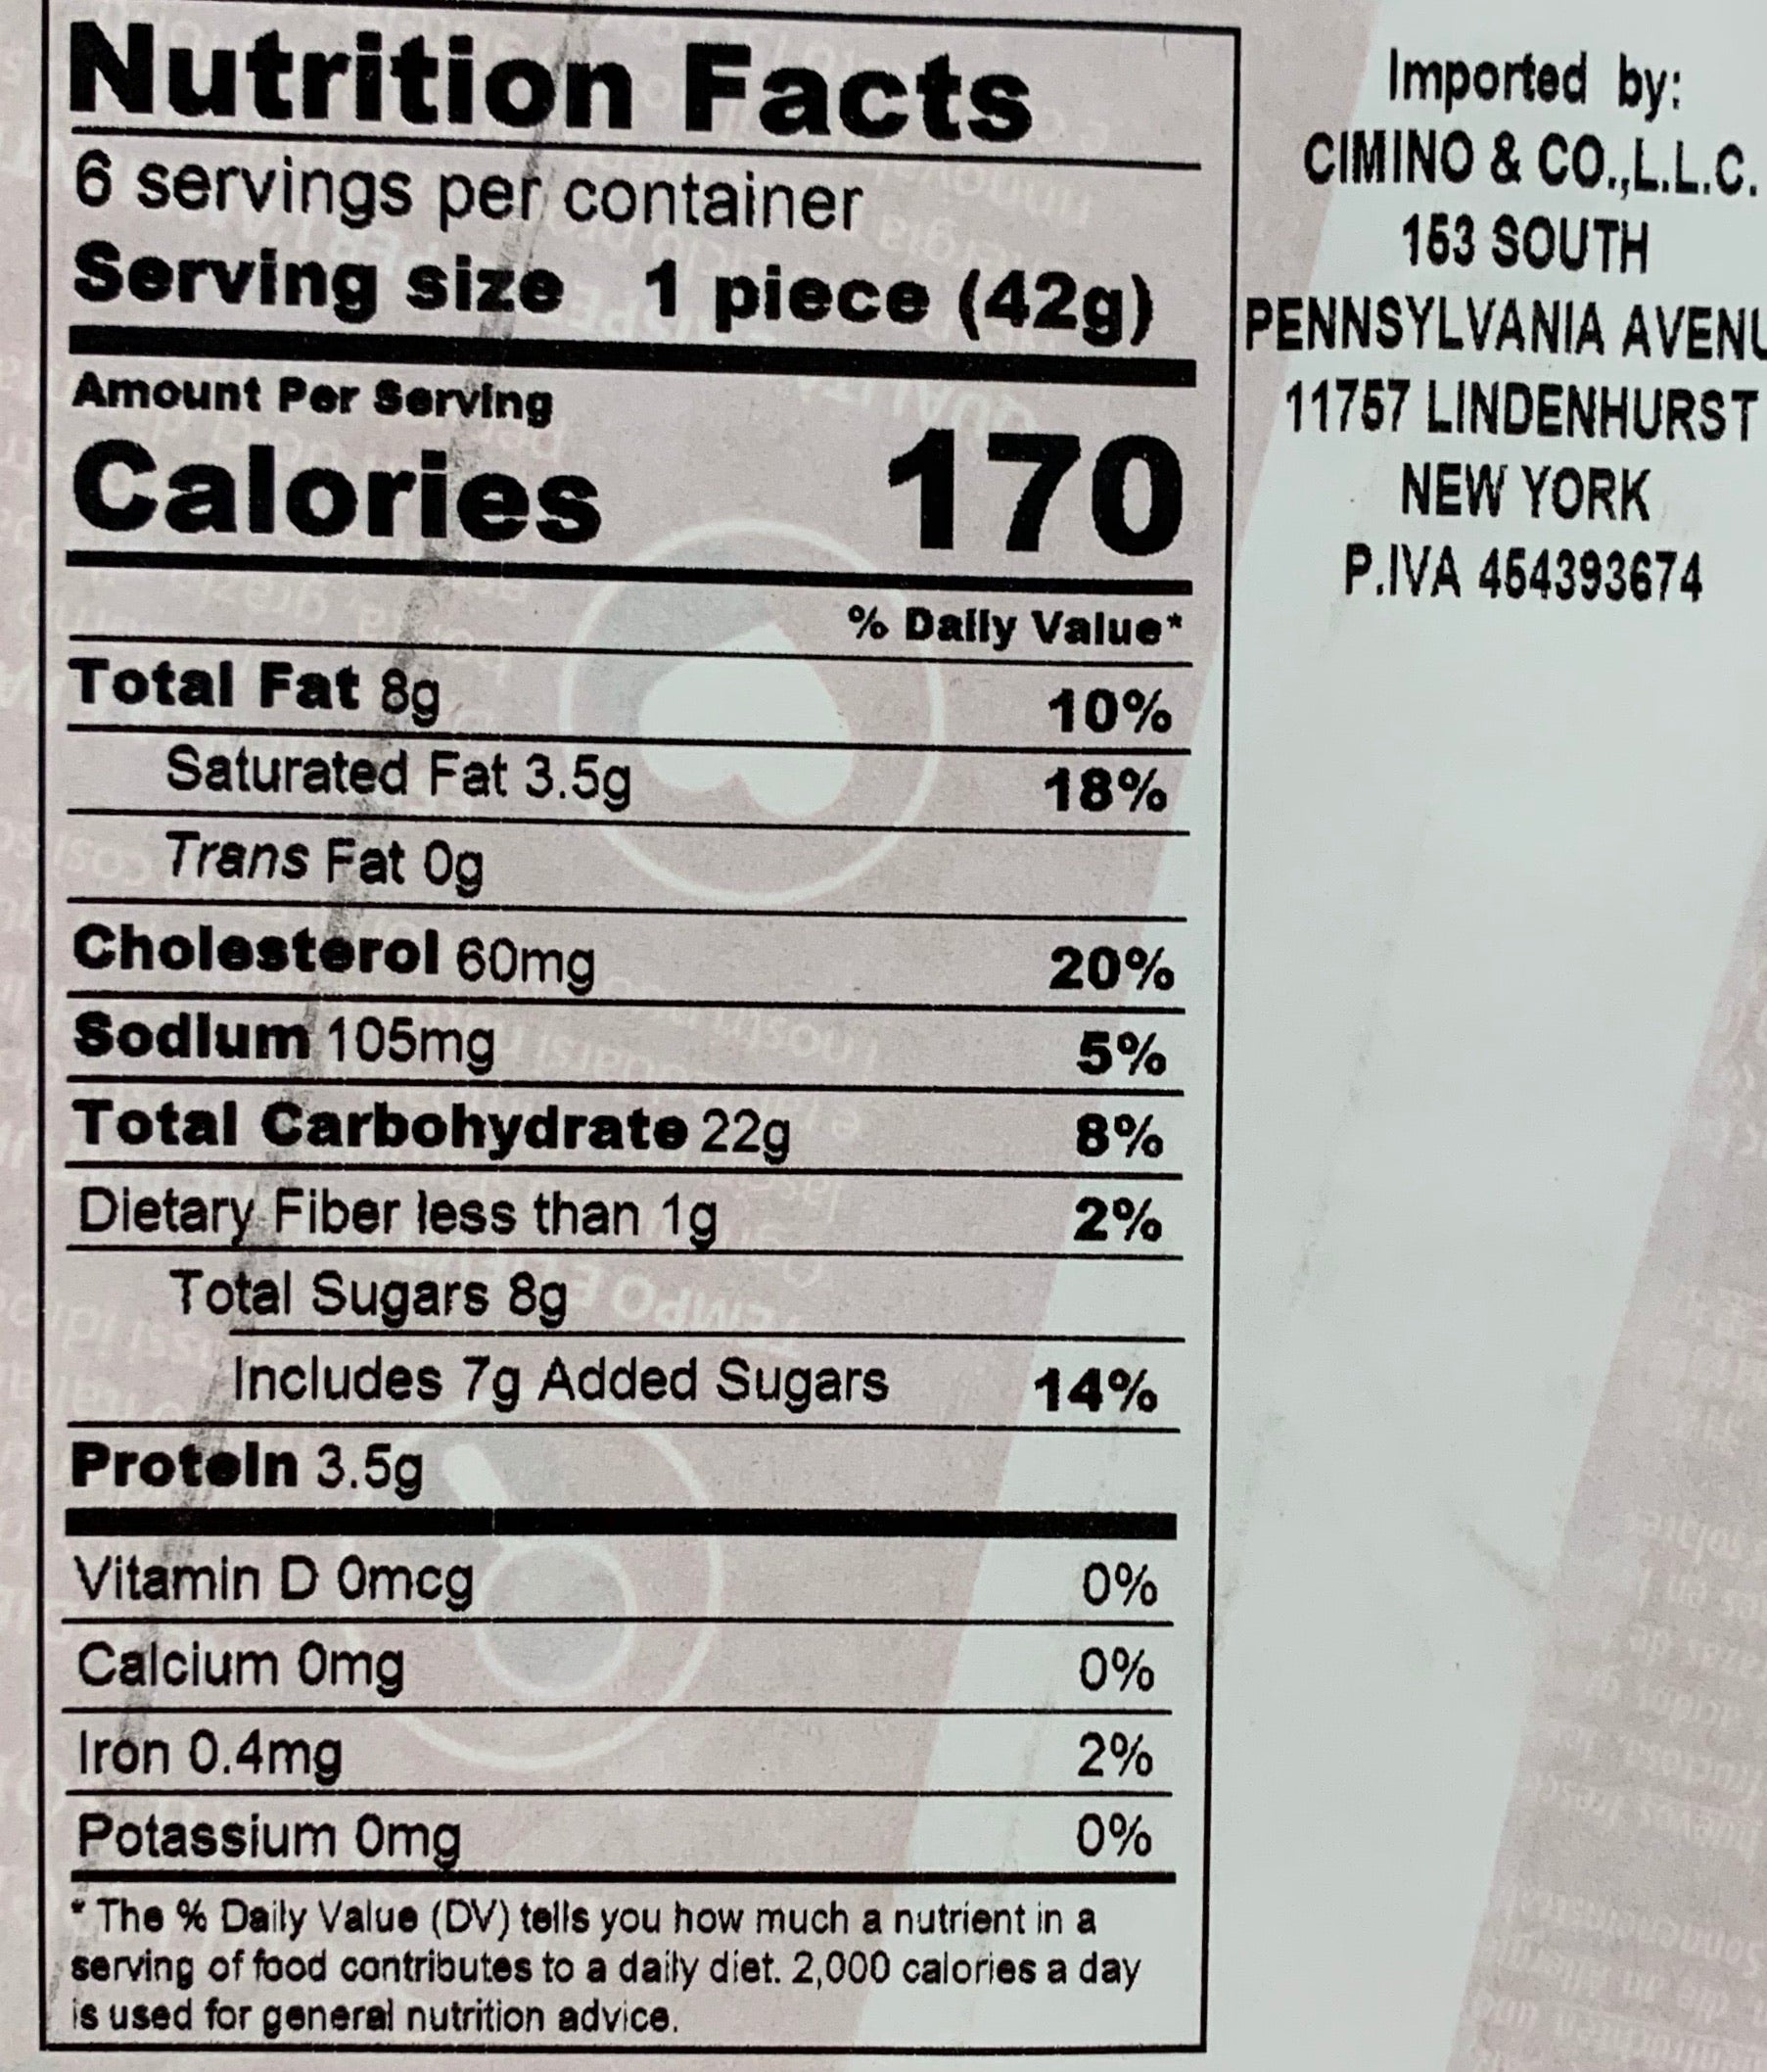 Nutrition Facts
6 servings per container
Serving size 1 piece (42g)
Amount Per Serving
Calories 170
% Daily Value*
Total Fat 8g 10%
Saturated Fat 3.5g 18%
Trans Fat 0g
Cholesterol 60mg 20%
Sodium 105mg 5%
Total Carbohydrate 22g 8%
Dietary Fiber less than 1g 2%
Total Sugars 8g
Includes 7g Added Sugars 14%
Protein 3.5g
Vitamin D 0mcg 0%
Calcium 0mg 0%
Iron 0.4mg 2%
Potassium 0mg 0%
* The % Daily Value (DV) tells you how much a nutrient in a
serving of food contributes to a daily diet. 2,000 calories a day
is used for general nutrition advice.
Imported by:
CIMINO & CO.,L.L.C.
153 SOUTH
PENNSYLVANIA AVENU
11757 LINDENHURST
NEW YORK
P.IVA 454393674